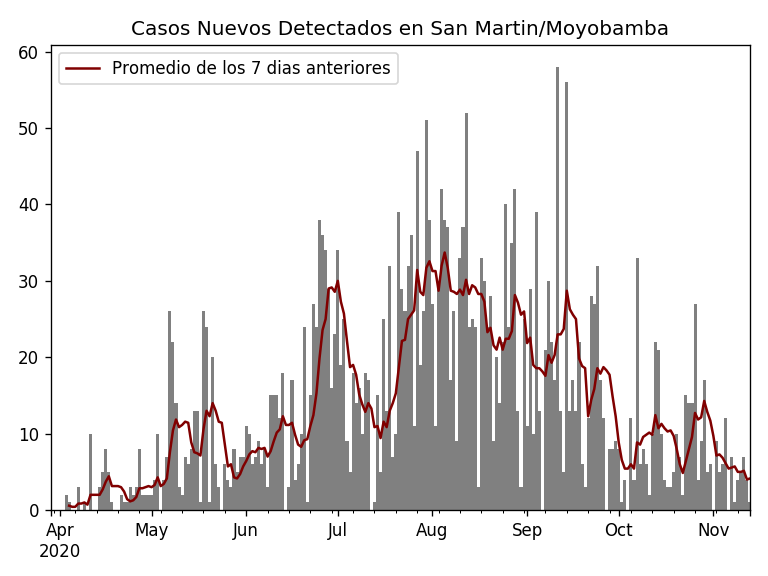 Casos Nuevos Detectados en San Martin/Moyobamba
Promedio de los 7 dias anteriores
60
50
40
30
20
10
0
Apr May Jun Jul Aug Sep Oct Nov
2020